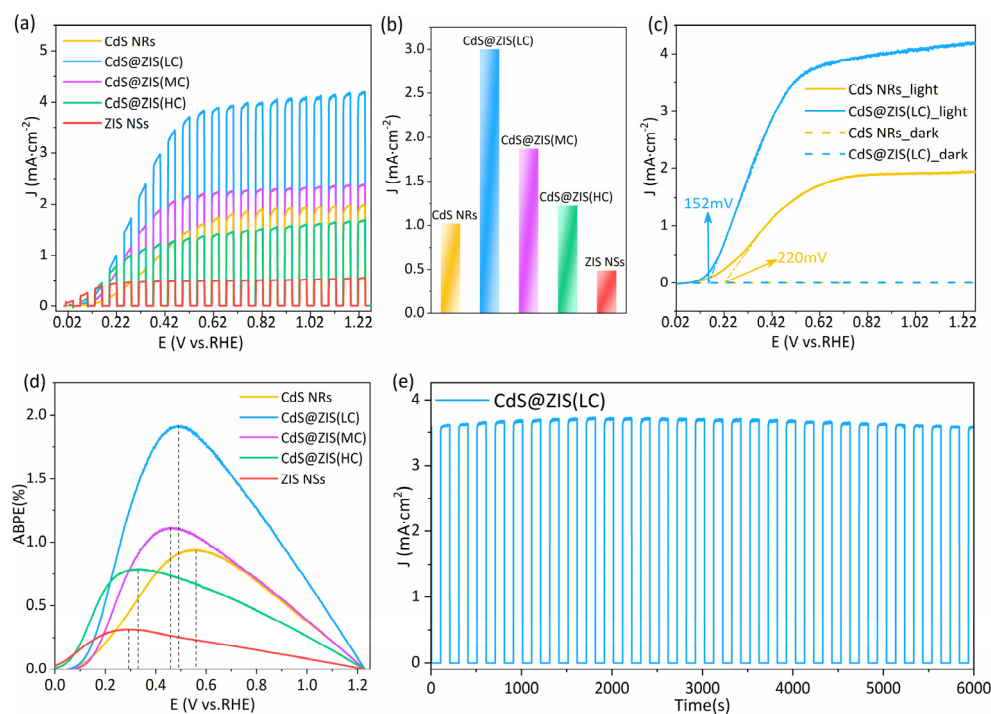 (a)
CdS NRs
CdS@ZIS(LC)
CdS@ZIS(MC)
CdS@ZIS(HC)
ZIS NSs
5
4
3
2
1
0
J (mA·cm-2)
0.02 0.22 0.42 0.62 0.82 1.02 1.22
E (V vs.RHE)
(b)
3.0
2.5
2.0
1.5
1.0
0.5
0.0
J (mA·cm-2)
CdS NRs
CdS@ZIS(LC)
CdS@ZIS(MC)
CdS@ZIS(HC)
ZIS NSs
(c)
4
3
2
1
0
J (mA·cm-2)
CdS NRs_light
CdS@ZIS(LC)_light
CdS NRs_dark
CdS@ZIS(LC)_dark
152mV
220mV
0.02 0.22 0.42 0.62 0.82 1.02 1.22
E (V vs.RHE)
(d)
CdS NRs
CdS@ZIS(LC)
CdS@ZIS(MC)
CdS@ZIS(HC)
ZIS NSs
2.0
1.5
1.0
0.5
0.0
ABPE(%)
0.0 0.2 0.4 0.6 0.8 1.0 1.2
E (V vs.RHE)
(e)
CdS@ZIS(LC)
4
3
2
1
0
J (mA·cm2)
0 1000 2000 3000 4000 5000 6000
Time(s)